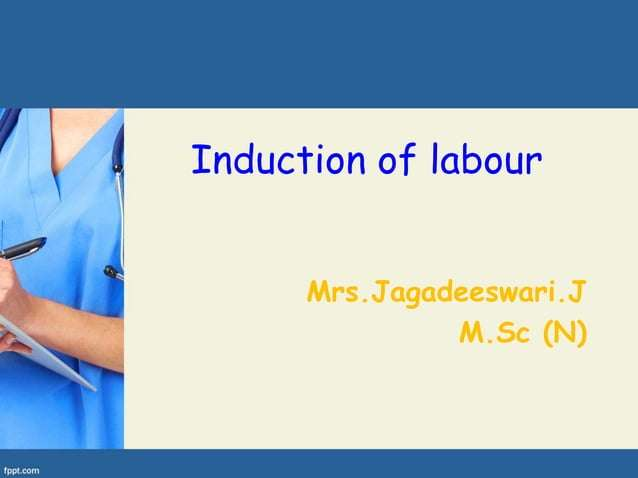 Induction of labour
Mrs.Jagadeeswari.J
M.Sc (N)
fppt.com